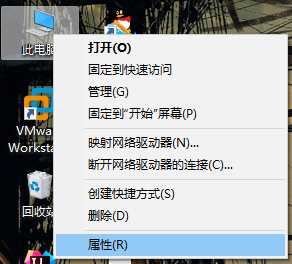 此电脑
打开(O)
固定到快速访问
管理(G)
固定到"开始"屏幕(P)
VMwa
Worksta
映射网络驱动器(N)...
断开网络驱动器的连接(C)...
创建快捷方式(S)
删除(D)
回收站
属性(R)